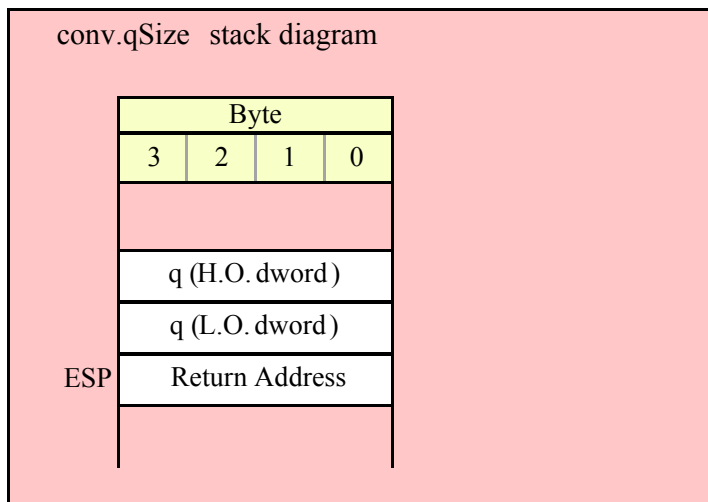 conv.qSize stack diagram
Byte
3 2 1 0
q (H.O. dword)
q (L.O. dword)
ESP Return Address